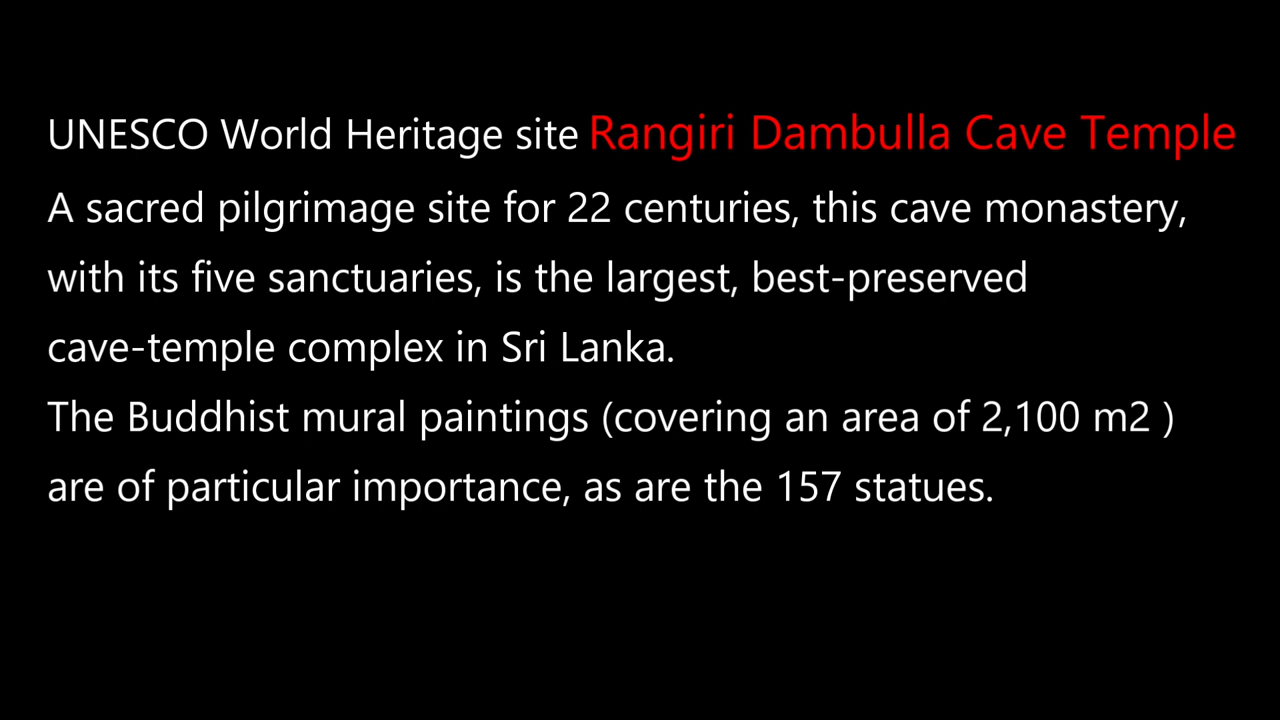 UNESCO World Heritage site Rangiri Dambulla Cave Temple
A sacred pilgrimage site for 22 centuries, this cave monastery,
with its five sanctuaries, is the largest, best-preserved
cave-temple complex in Sri Lanka.
The Buddhist mural paintings (covering an area of 2,100 m2 )
are of particular importance, as are the 157 statues.